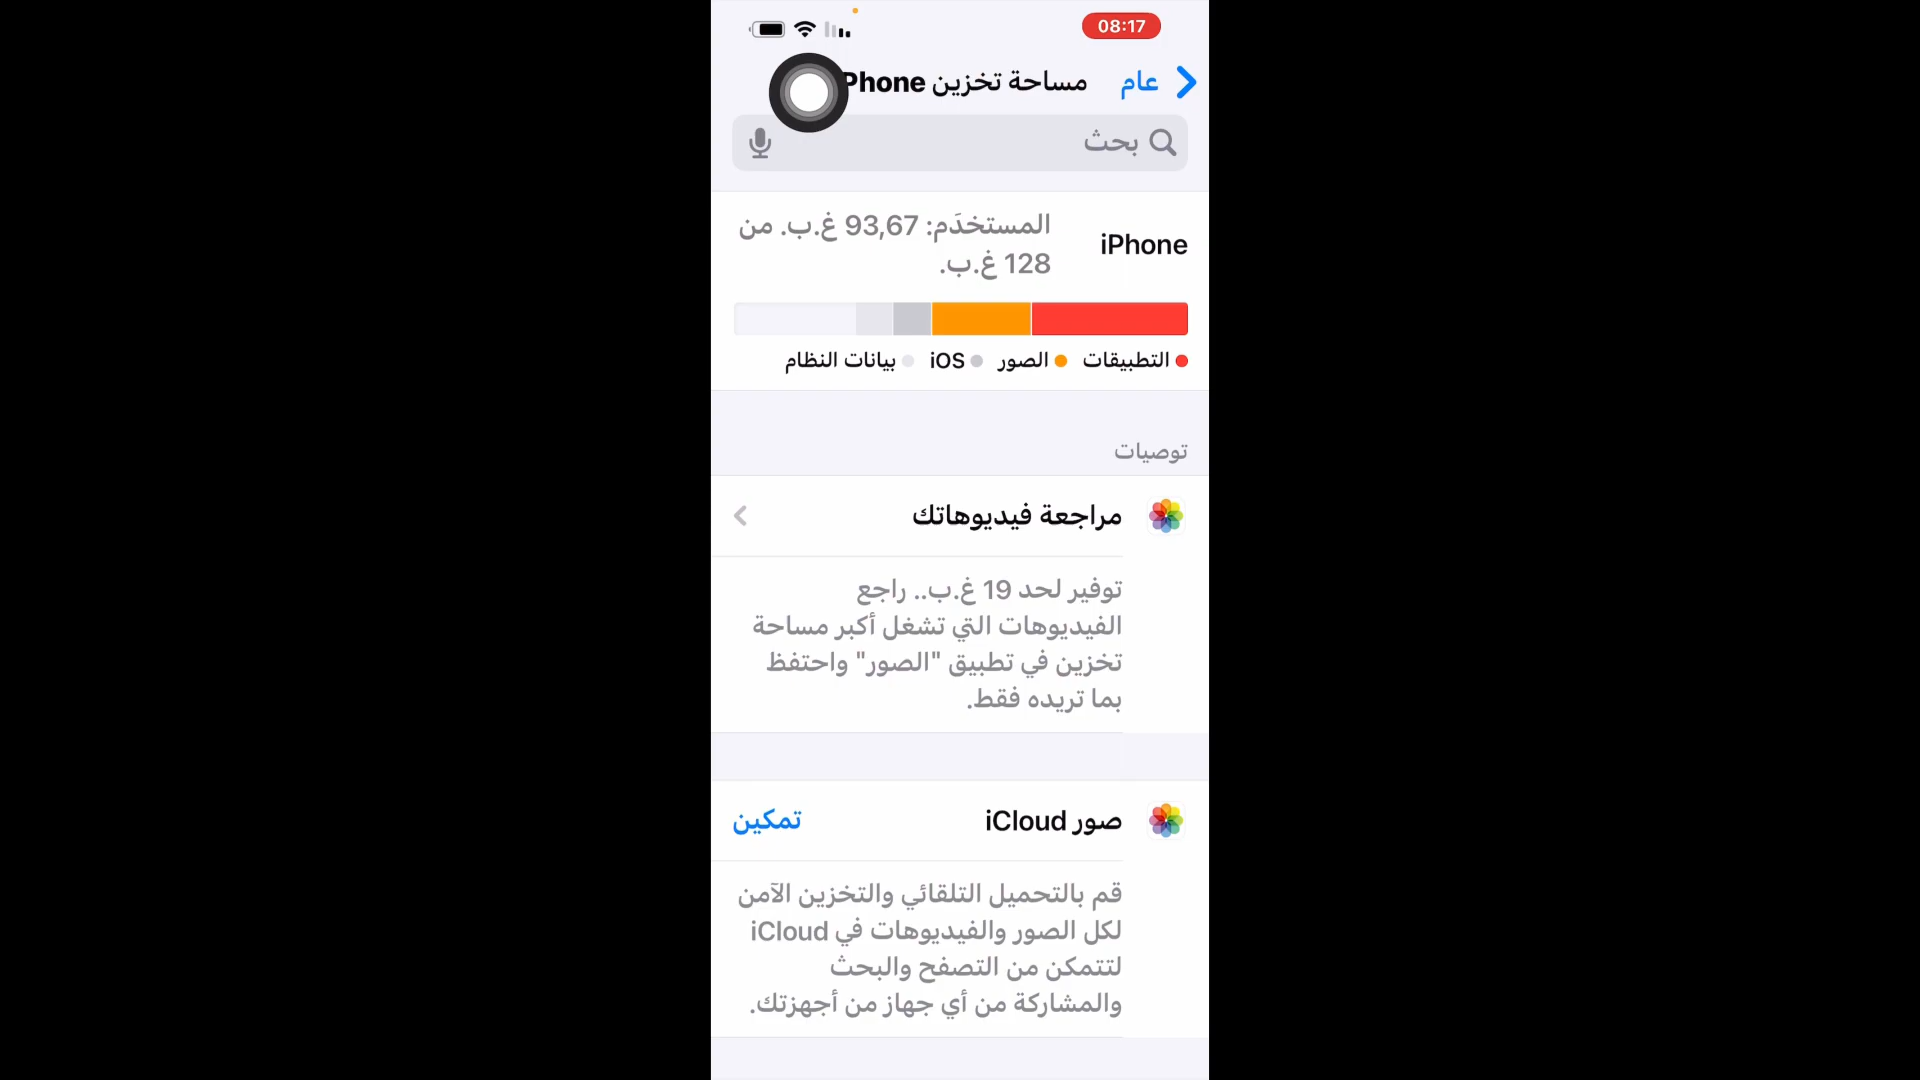 08:17
عام
مساحة تخزين Phone
بحث
iPhone
المستخدَم: 93,67 غ.ب. من
128 غ.ب.
التطبيقات
الصور
iOS
بيانات النظام
توصيات
مراجعة فيديوهاتك
توفير لحد 19 غ.ب.. راجع
الفيديوهات التي تشغل أكبر مساحة
تخزين في تطبيق "الصور" واحتفظ
بما تريده فقط.
صور iCloud
تمكين
قم بالتحميل التلقائي والتخزين الآمن
لكل الصور والفيديوهات في iCloud
لتتمكن من التصفح والبحث
والمشاركة من أي جهاز من أجهزتك.